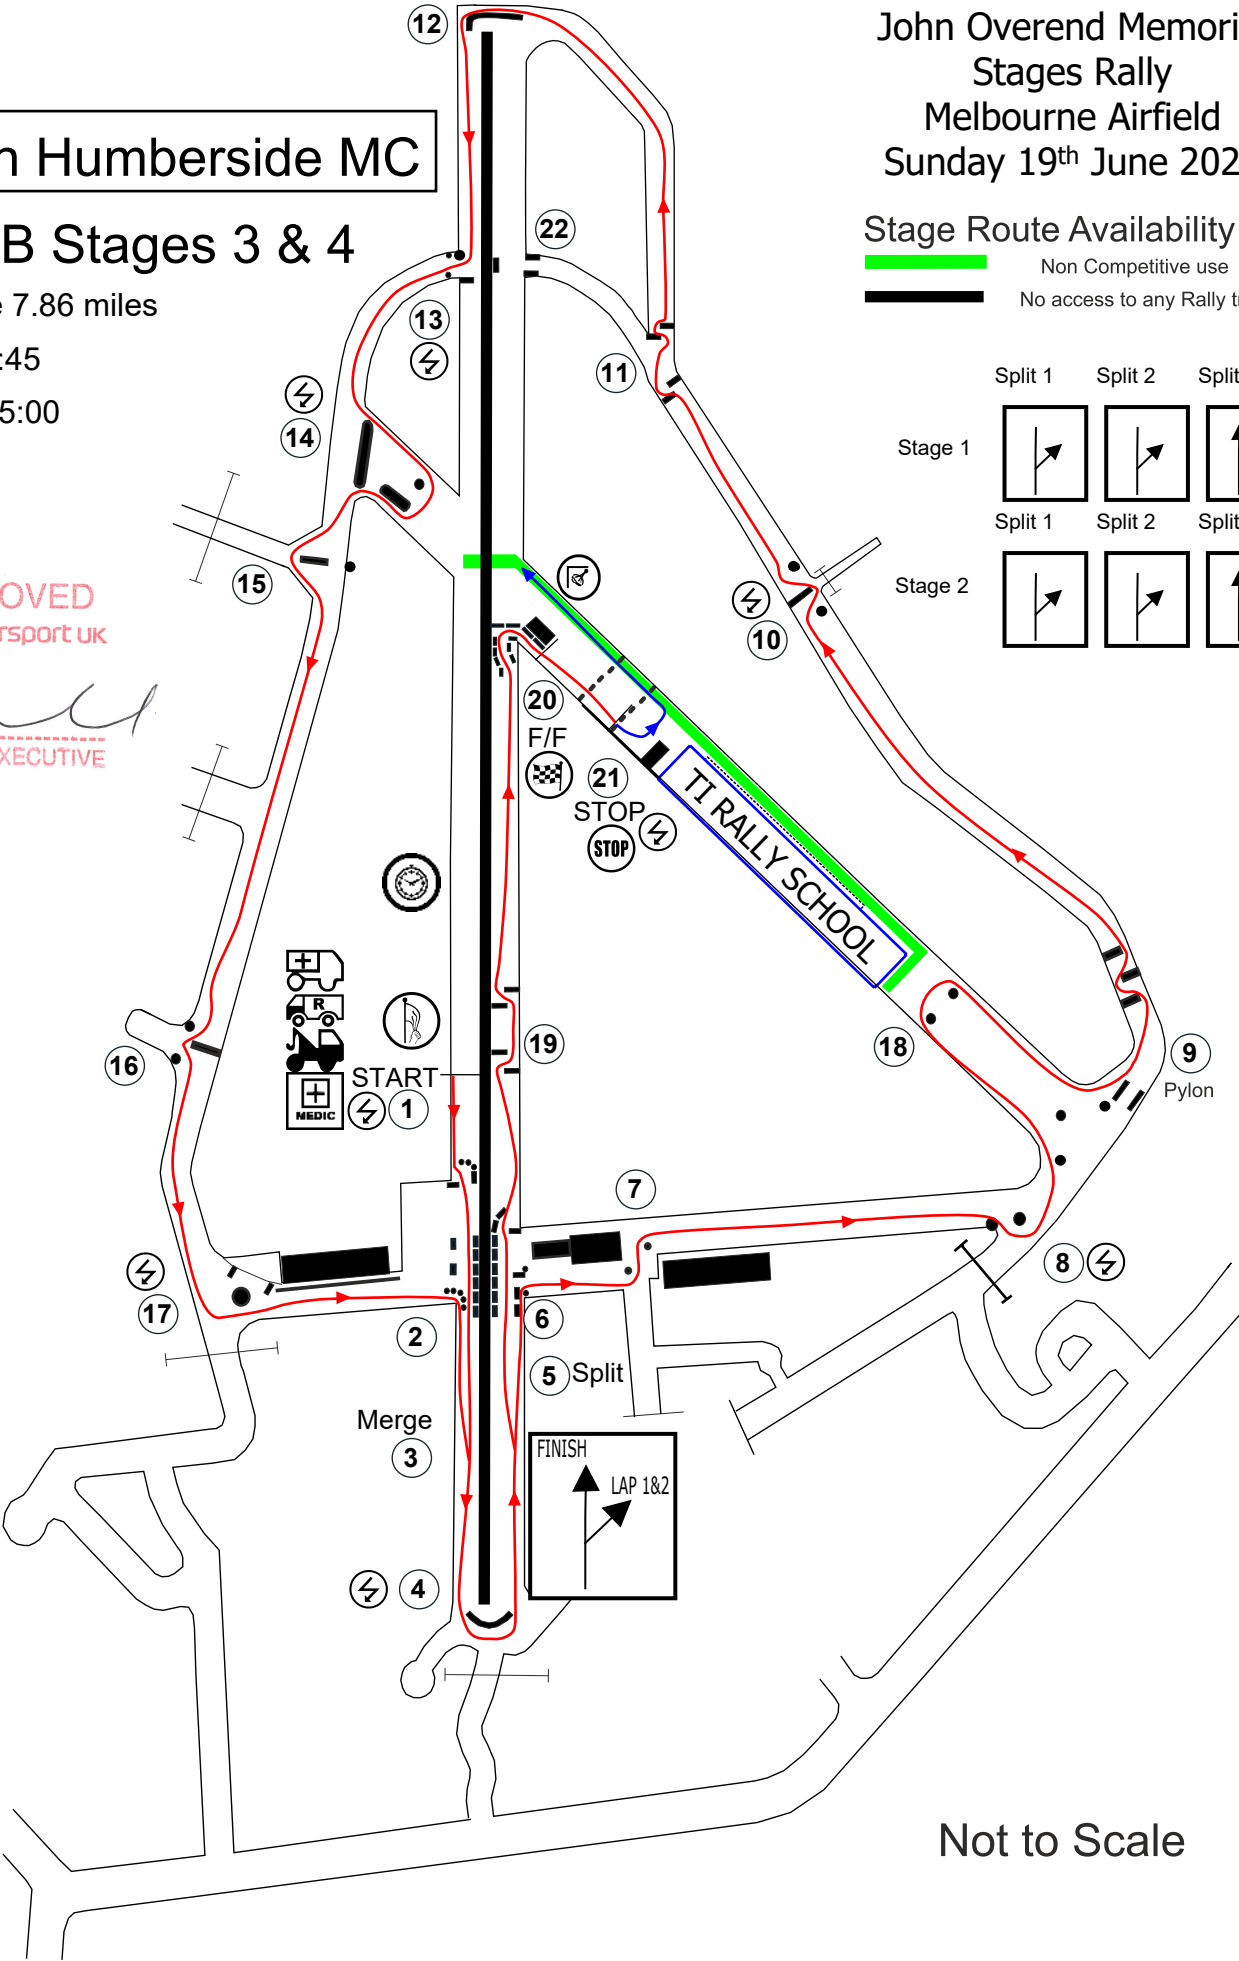 John Overend Memori
Stages Rally
Melbourne Airfield
Sunday 19th June 202
n Humberside MC
B Stages 3 & 4
7.86 miles
:45
5:00
Stage Route Availability
Non Competitive use
No access to any Rally tr
Split 1
Split 2
Split
Stage 1
Split 1
Split 2
Split
Stage 2
OVED
rsport UK
XECUTIVE
12
22
13
11
14
15
10
20
F/F
21
STOP
STOP
TI RALLY SCHOOL
R
START
1
MEDIC
16
19
18
9
Pylon
7
8
17
2
6
5 Split
Merge
3
FINISH
LAP 1&2
4
Not to Scale